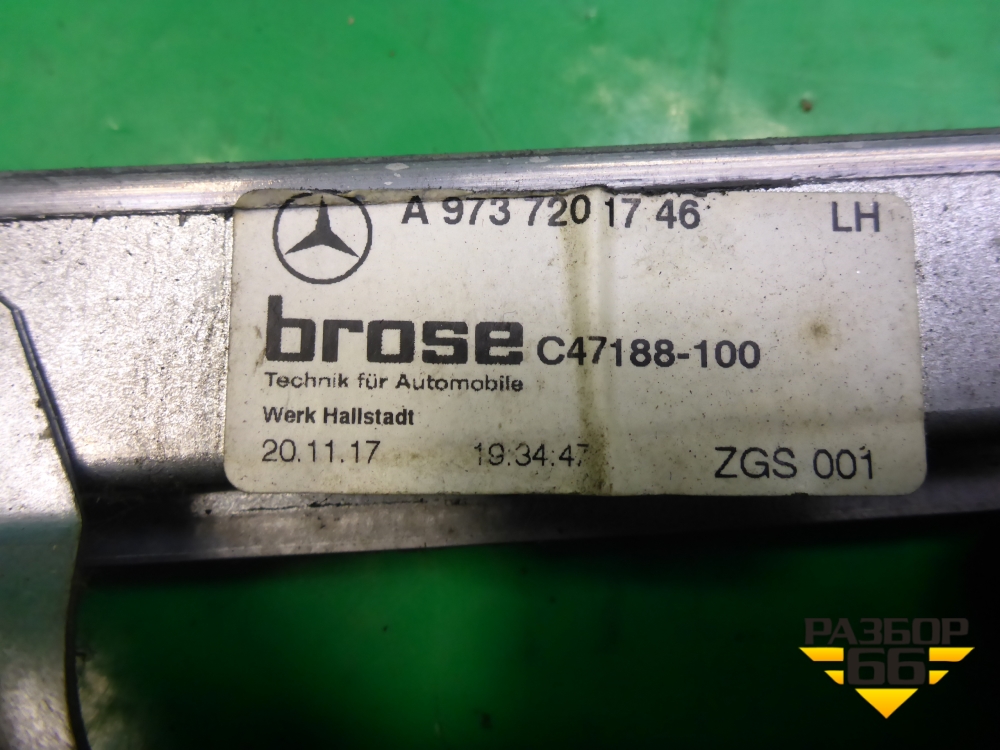 A 973 720 17 46 LH
brose C47188-100
Technik für Automobile
Werk Hallstadt
20.11.17 19:34:47 ZGS 001
РАЗБОР
66